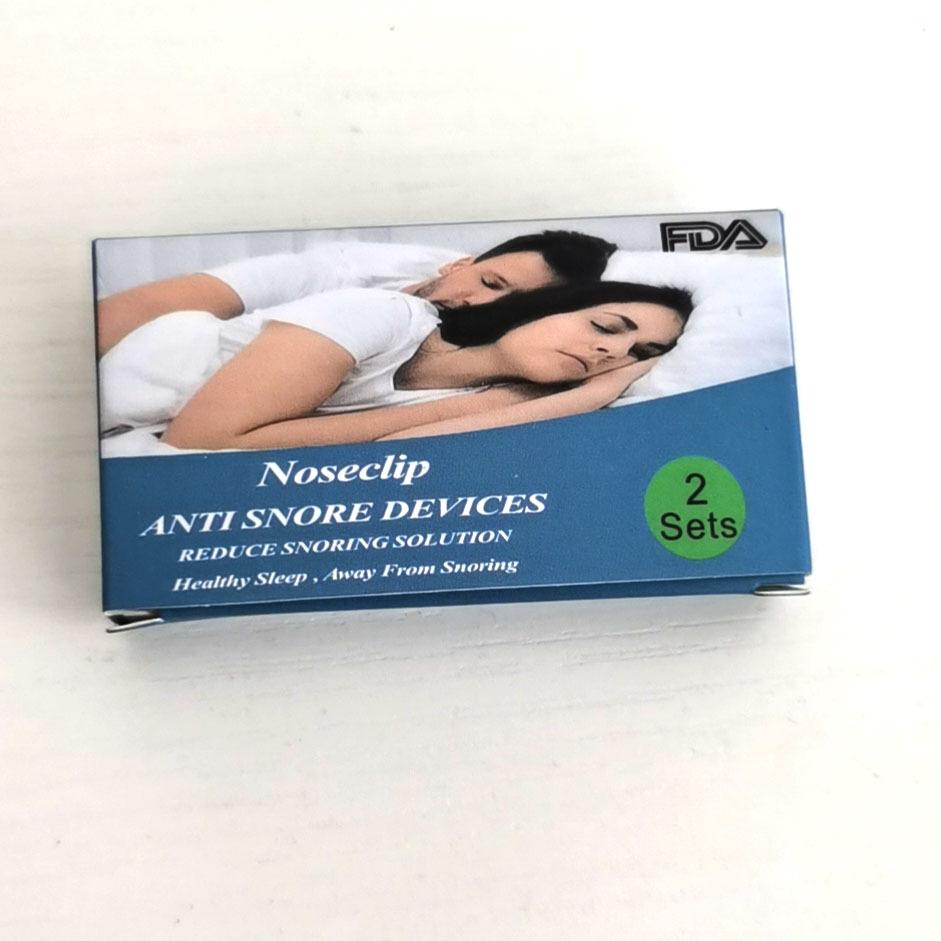 FDA
Noseclip
ANTI SNORE DEVICES
REDUCE SNORING SOLUTION
Healthy Sleep , Away From Snoring
2
Sets